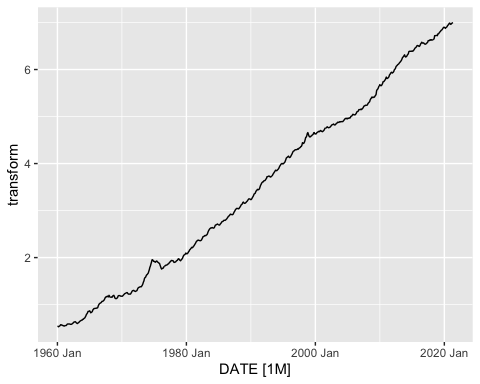 6
4
2
transform
1960 Jan
1980 Jan
2000 Jan
2020 Jan
DATE [1M]